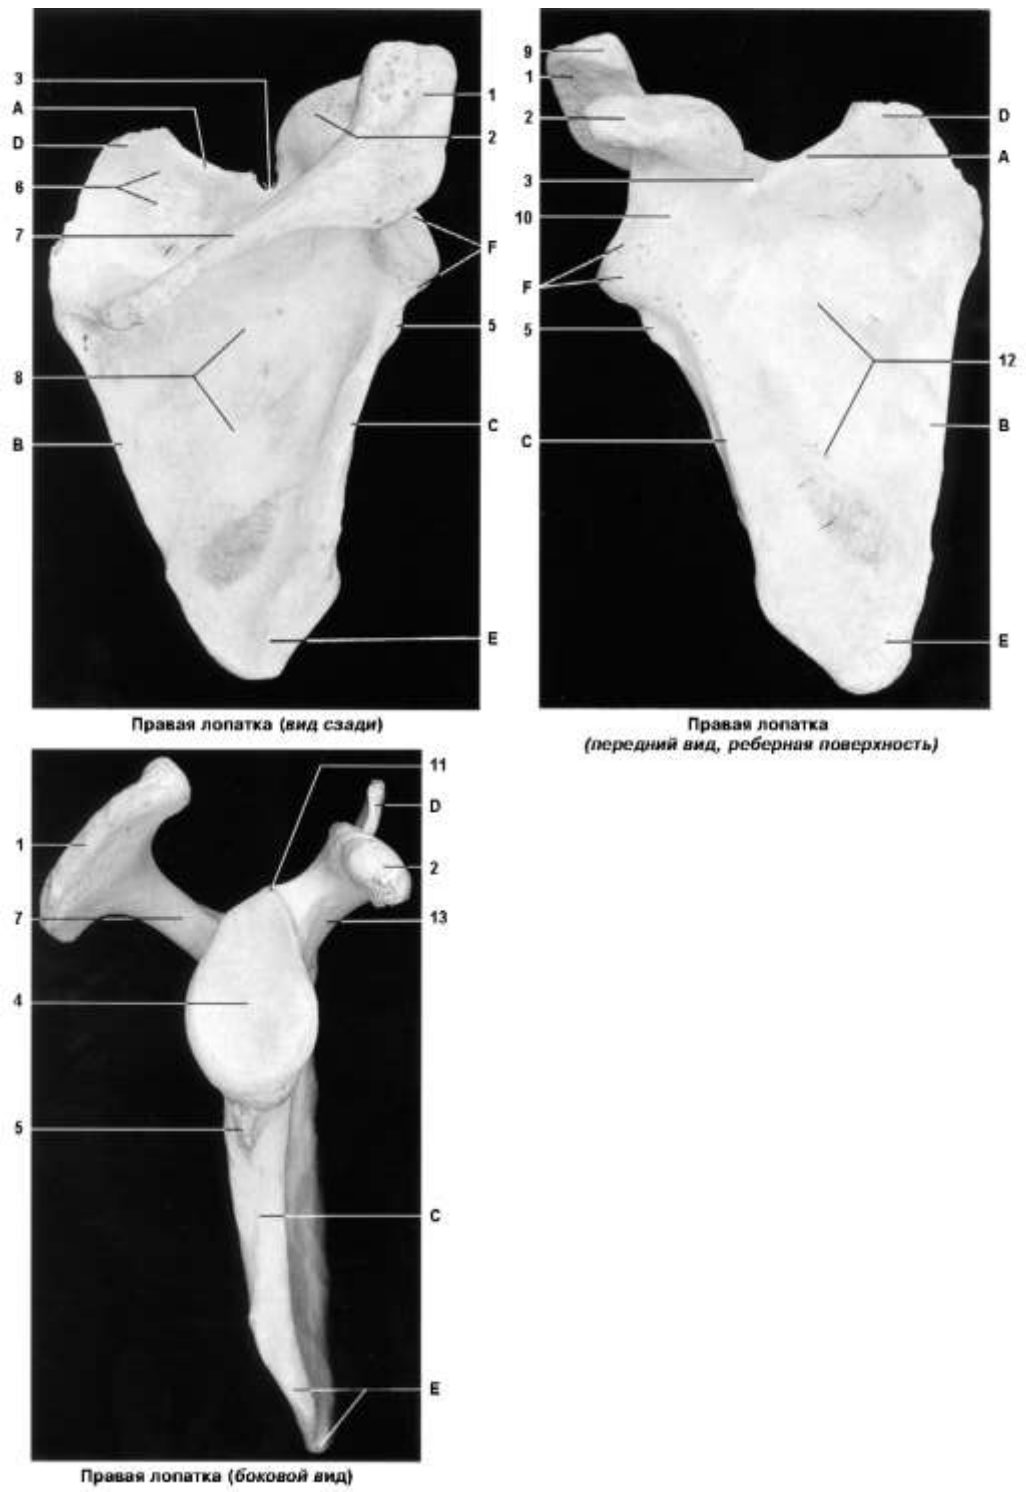 3
A
D
6
7
8
B
1
2
F
5
C
E
Правая лопатка (вид сзади)
9
1
2
3
10
F
5
C
D
A
12
B
E
Правая лопатка
(передний вид, реберная поверхность)
1
7
4
5
11
D
2
13
C
E
Правая лопатка (боковой вид)